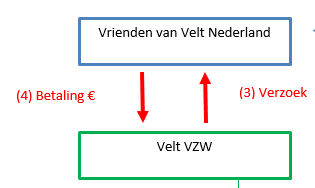 Vrienden van Velt Nederland
(4) Betaling €
(3) Verzoek
Velt VZW